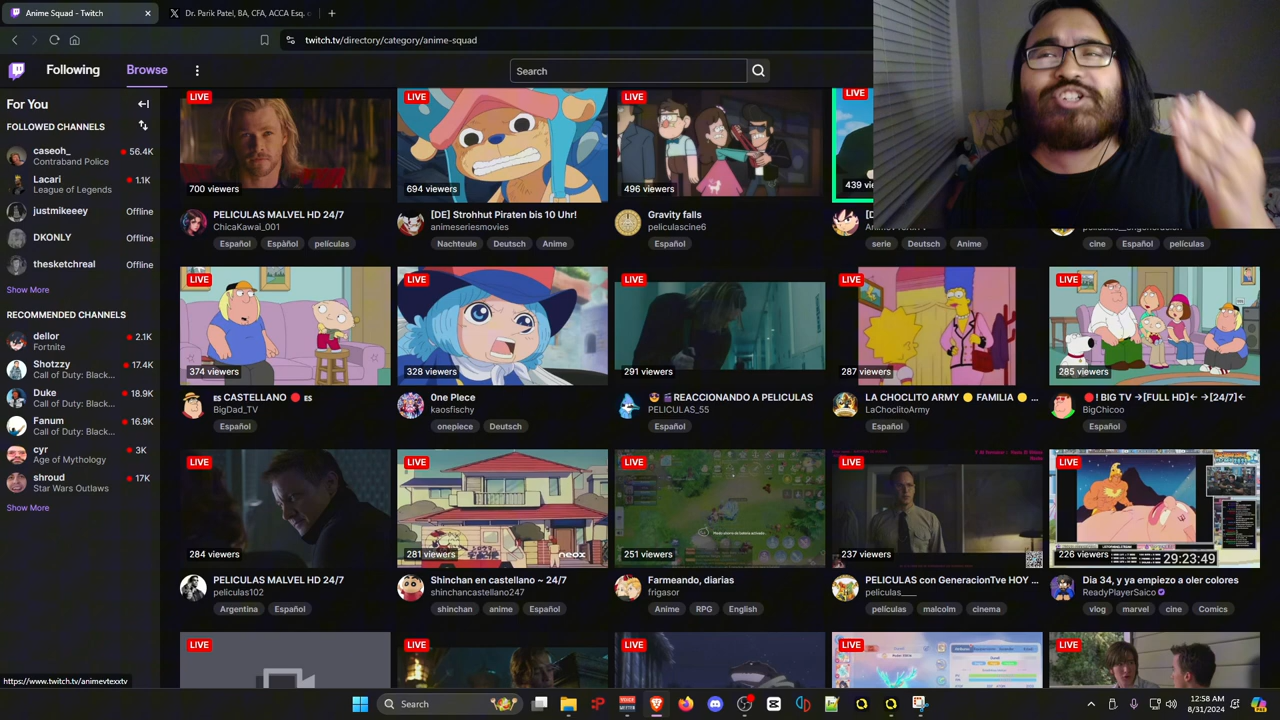 Anime Squad - Twitch
Dr. Parik Patel, BA, CFA, ACCA Esq.
twitch.tv/directory/category/anime-squad
Following
Browse
Search
For You
FOLLOWED CHANNELS
caseoh_
56.4K
Contraband Police
Lacari
1.1K
League of Legends
justmikeeey
Offline
DKONLY
Offline
thesketchreal
Offline
Show More
RECOMMENDED CHANNELS
dellor
2.1K
Fortnite
Shotzzy
17.4K
Call of Duty: Black...
Duke
18.9K
Call of Duty: Black...
Fanum
16.9K
Call of Duty: Black...
cyr
3K
Age of Mythology
shroud
17K
Star Wars Outlaws
Show More
LIVE
700 viewers
PELICULAS MALVEL HD 24/7
ChicaKawai_001
Español
Español
películas
LIVE
694 viewers
[DE] Strohhut Piraten bis 10 Uhr!
animeseriesmovies
Nachteule
Deutsch
Anime
LIVE
496 viewers
Gravity falls
peliculascine6
Español
LIVE
439
serie
Deutsch
Anime
cine
Español
películas
LIVE
374 viewers
ES CASTELLANO 🔴 ES
BigDad_TV
Español
LIVE
328 viewers
0ne Piece
kaosfischy
onepiece
Deutsch
LIVE
291 viewers
REACCIONANDO A PELICULAS
PELICULAS_55
Español
LIVE
287 viewers
LA CHOCLITO ARMY 🟡 FAMILIA 🟡 ...
LaChoclitoArmy
Español
LIVE
285 viewers
🔴! BIG TV →[FULL HD]← →[24/7]←
BigChicoo
Español
LIVE
284 viewers
PELICULAS MALVEL HD 24/7
peliculas102
Argentina
Español
LIVE
neox
281 viewers
Shinchan en castellano ~ 24/7
shinchancastellano247
shinchan
anime
Español
LIVE
251 viewers
Farmeando, diarias
frigasor
Anime
RPG
English
LIVE
237 viewers
PELICULAS con GeneracionTve HOY ...
peliculas____
películas
malcolm
cinema
LIVE
29:23:49
226 viewers
Dia 34, y ya empiezo a oler colores
ReadyPlayerSaico
vlog
marvel
cine
Comics
LIVE
LIVE
LIVE
LIVE
LIVE
https://www.twitch.tv/animevtexxtv
Search
12:58 AM
8/31/2024